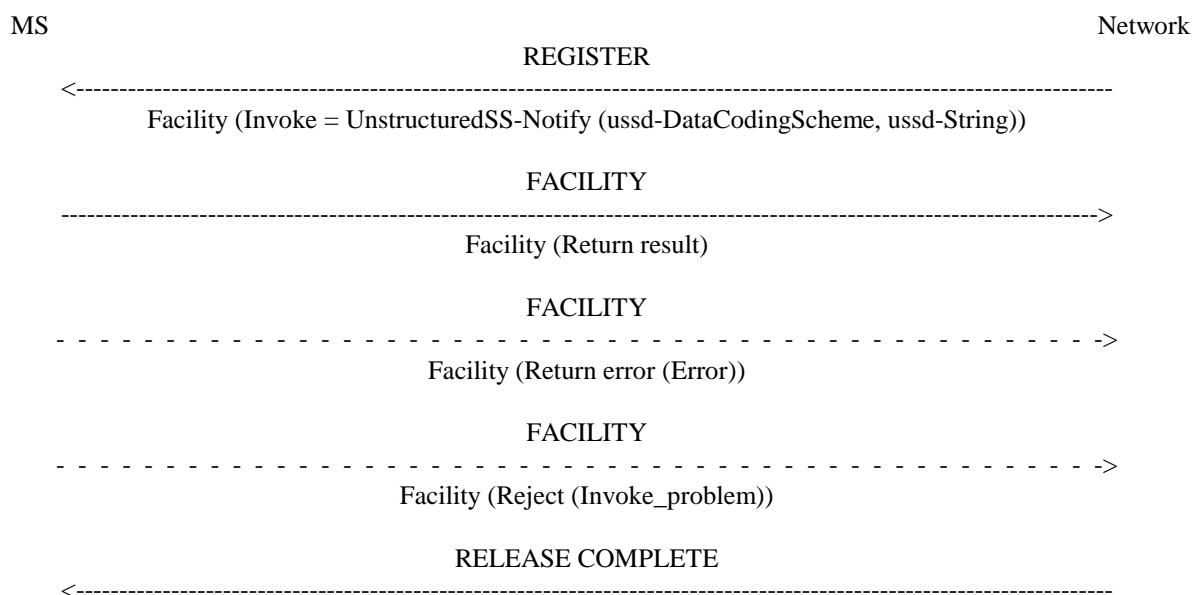 MS Network
REGISTER
<------------------------------------------------------------------------------------------------------------------------
Facility (Invoke = UnstructuredSS-Notify (ussd-DataCodingScheme, ussd-String))
FACILITY
------------------------------------------------------------------------------------------------------------------------>
Facility (Return result)
FACILITY
- - - - - - - - - - - - - - - - - - - - - - - - - - - - - - - - - - - - - - - - - - - - - - - ->
Facility (Return error (Error))
FACILITY
- - - - - - - - - - - - - - - - - - - - - - - - - - - - - - - - - - - - - - - - - - - - - - - ->
Facility (Reject (Invoke_problem))
RELEASE COMPLETE
<------------------------------------------------------------------------------------------------------------------------